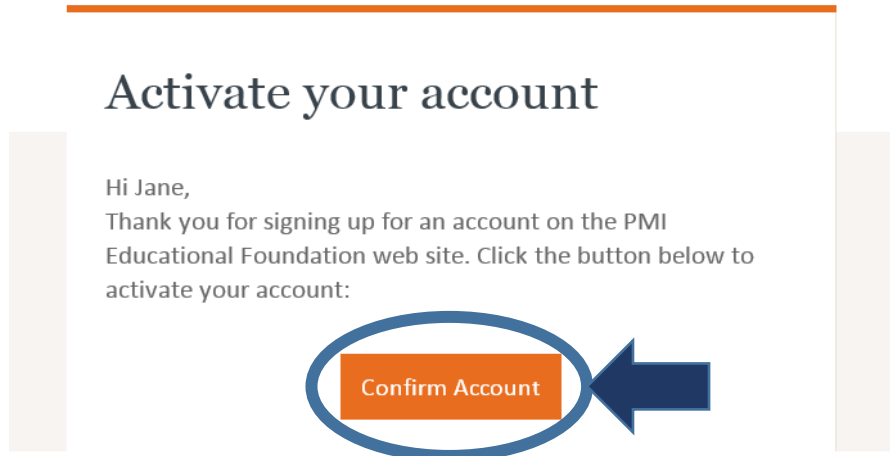 Activate your account
Hi Jane,
Thank you for signing up for an account on the PMI
Educational Foundation web site. Click the button below to
activate your account:
Confirm Account